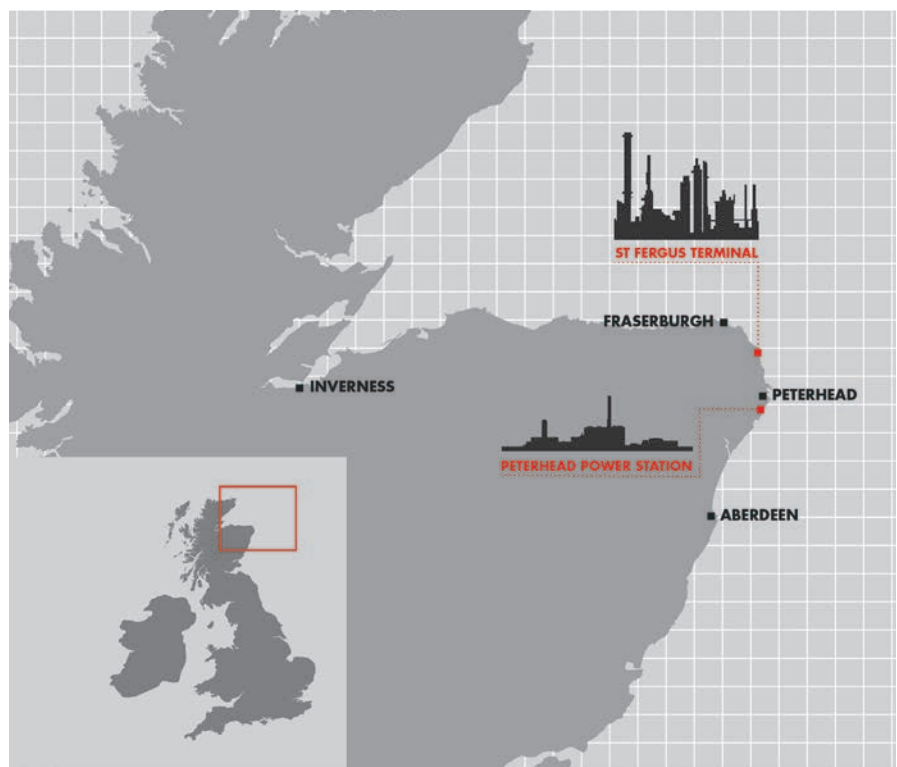 ST FERGUS TERMINAL
FRASERBURGH
INVERNESS
PETERHEAD
PETERHEAD POWER STATION
ABERDEEN